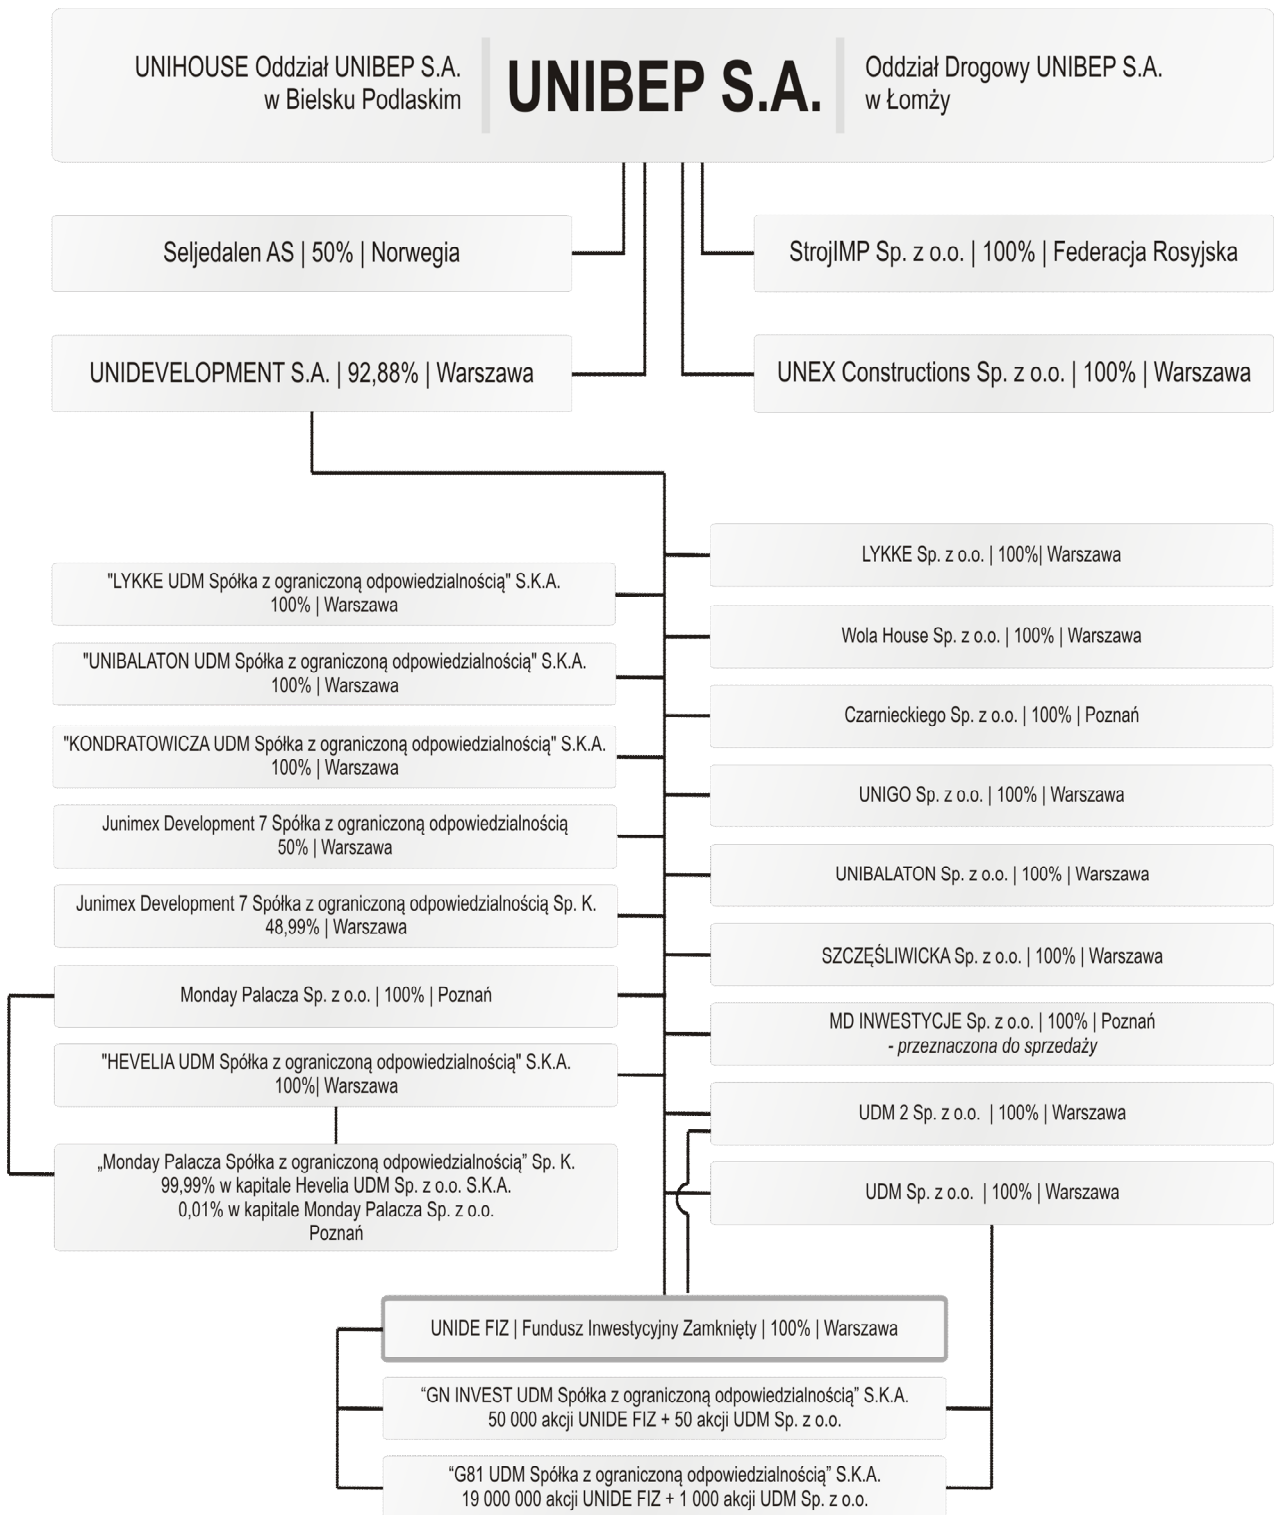 UNIHOUSE Oddział UNIBEP S.A.
w Bielsku Podlaskim
UNIBEP S.A.
Oddział Drogowy UNIBEP S.A.
w Łomży
Seljedalen AS | 50% | Norwegia
StrojIMP Sp. z o.o. | 100% | Federacja Rosyjska
UNIDEVELOPMENT S.A. | 92,88% | Warszawa
UNEX Constructions Sp. z o.o. | 100% | Warszawa
"LYKKE UDM Spółka z ograniczoną odpowiedzialnością" S.K.A.
100% | Warszawa
"UNIBALATON UDM Spółka z ograniczoną odpowiedzialnością" S.K.A.
100% | Warszawa
"KONDRATOWICZA UDM Spółka z ograniczoną odpowiedzialnością" S.K.A.
100% | Warszawa
Junimex Development 7 Spółka z ograniczoną odpowiedzialnością
50% | Warszawa
Junimex Development 7 Spółka z ograniczoną odpowiedzialnością Sp. K.
48,99% | Warszawa
Monday Palacza Sp. z o.o. | 100% | Poznań
"HEVELIA UDM Spółka z ograniczoną odpowiedzialnością" S.K.A.
100%| Warszawa
„Monday Palacza Spółka z ograniczoną odpowiedzialnością” Sp. K.
99,99% w kapitale Hevelia UDM Sp. z o.o. S.K.A.
0,01% w kapitale Monday Palacza Sp. z o.o.
Poznań
LYKKE Sp. z o.o. | 100%| Warszawa
Wola House Sp. z o.o. | 100% | Warszawa
Czarnieckiego Sp. z o.o. | 100% | Poznań
UNIGO Sp. z o.o. | 100% | Warszawa
UNIBALATON Sp. z o.o. | 100% | Warszawa
SZCZĘŚLIWICKA Sp. z o.o. | 100% | Warszawa
MD INWESTYCJE Sp. z o.o. | 100% | Poznań
- przeznaczona do sprzedaży
UDM 2 Sp. z o.o. | 100% | Warszawa
UDM Sp. z o.o. | 100% | Warszawa
UNIDE FIZ | Fundusz Inwestycyjny Zamknięty | 100% | Warszawa
“GN INVEST UDM Spółka z ograniczoną odpowiedzialnością” S.K.A.
50 000 akcji UNIDE FIZ + 50 akcji UDM Sp. z o.o.
“G81 UDM Spółka z ograniczoną odpowiedzialnością” S.K.A.
19 000 000 akcji UNIDE FIZ + 1 000 akcji UDM Sp. z o.o.